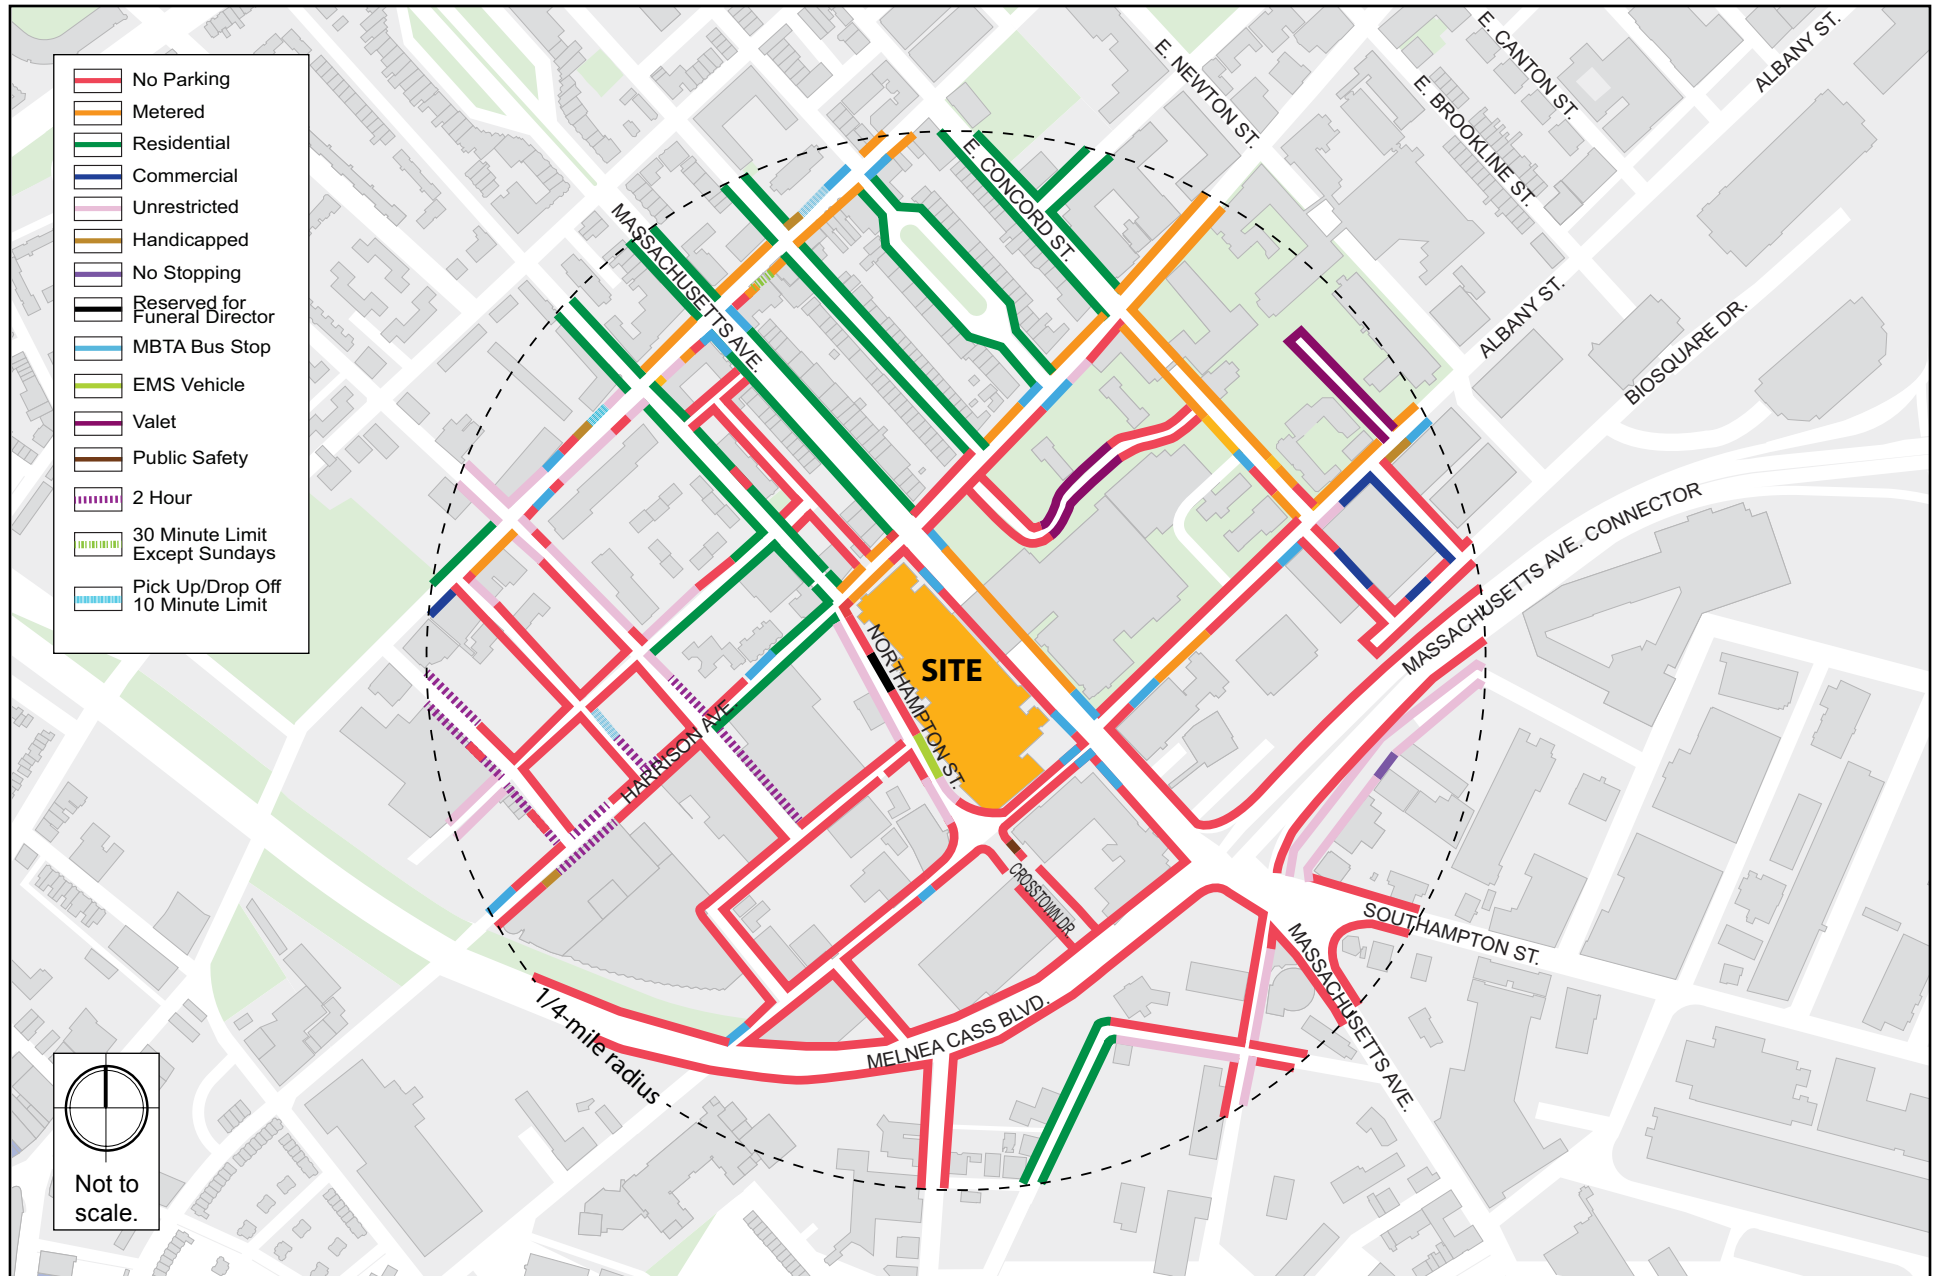 No Parking
Metered
Residential
Commercial
Unrestricted
Handicapped
No Stopping
Reserved for
Funeral Director
MBTA Bus Stop
EMS Vehicle
Valet
Public Safety
2 Hour
30 Minute Limit
Except Sundays
Pick Up/Drop Off
10 Minute Limit
E. NEWTON ST.
E. CANTON ST.
E. BROOKLINE ST.
ALBANY ST.
E. CONCORD ST.
MASSACHUSETTS AVE.
ALBANY ST.
BIOSQUARE DR.
MASSACHUSETTS AVE. CONNECTOR
NORTHAMPTON ST.
SITE
HARRISON AVE.
CROSSTOWN DR
SOUTHAMPTON ST.
MASSACHUSETTS AVE.
MELNEA CASS BLVD.
1/4-mile radius
Not to
scale.